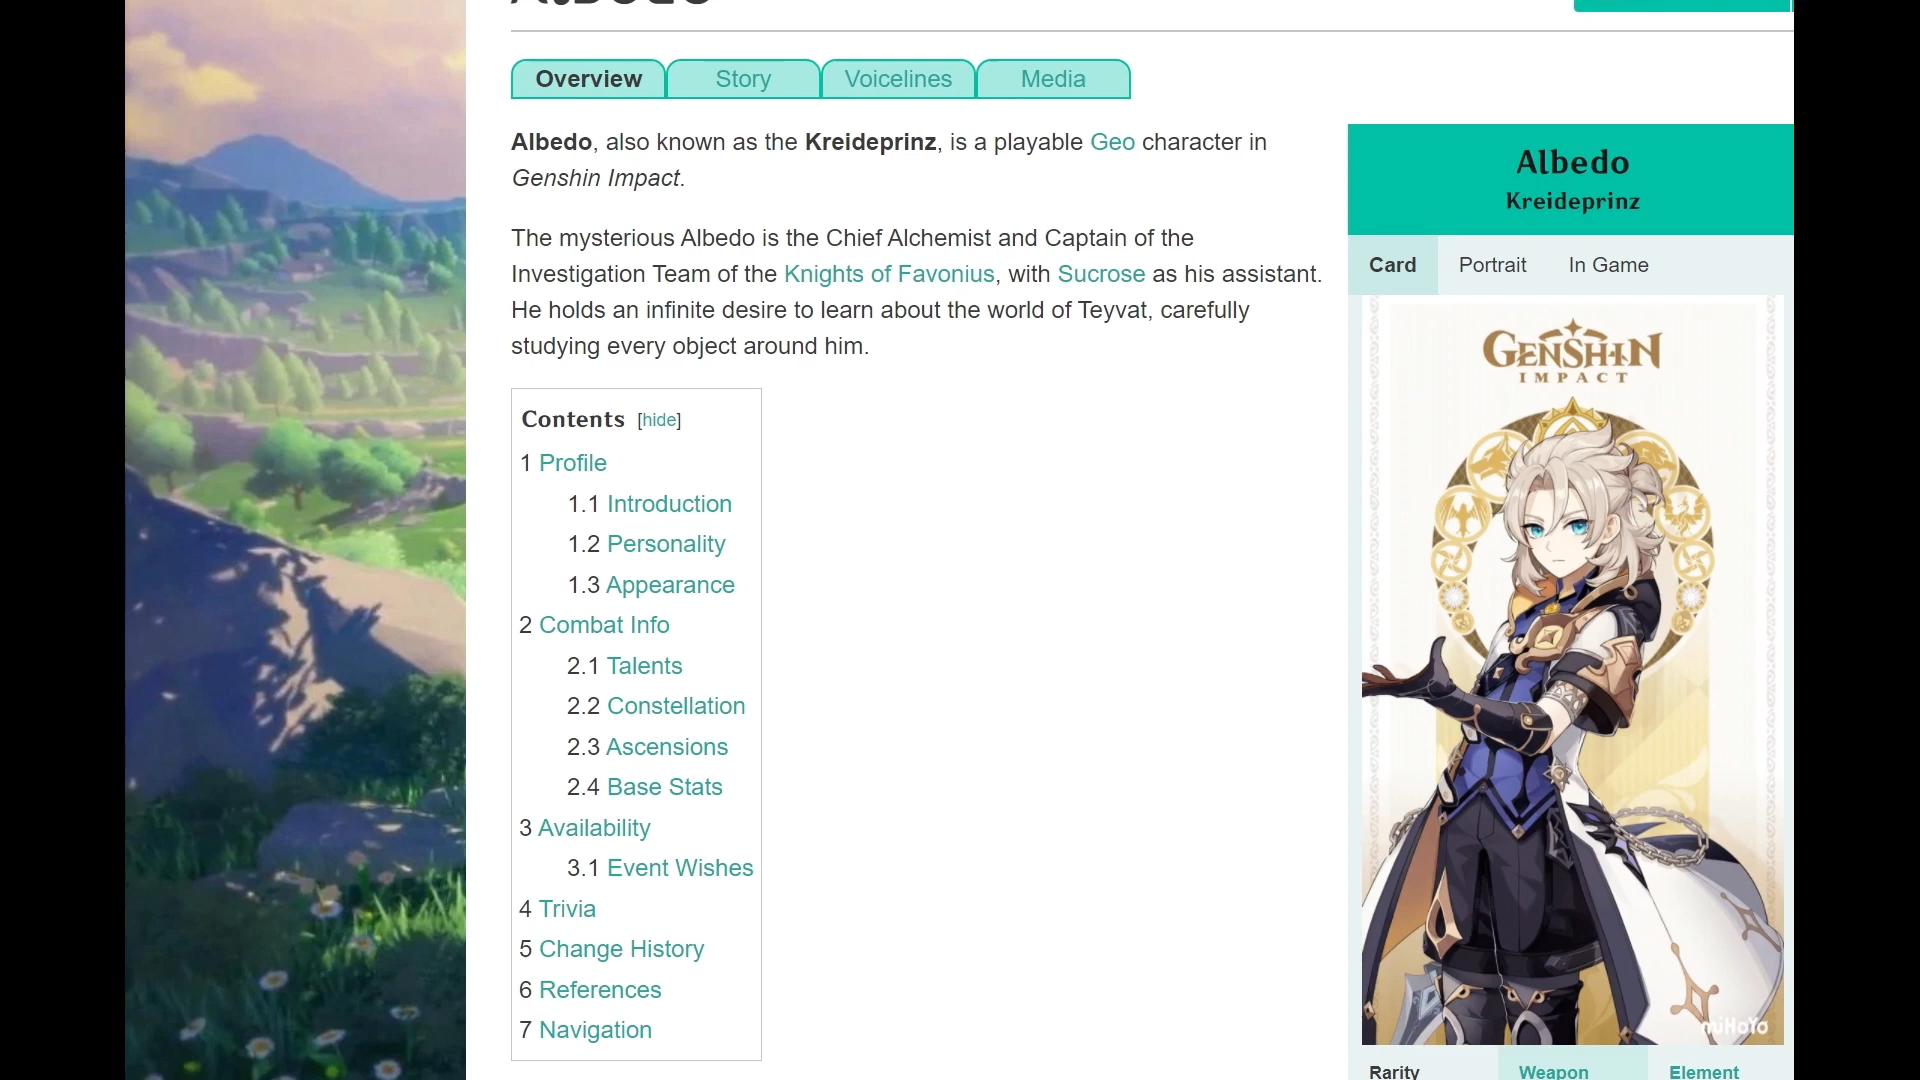 Overview
Story
Voicelines
Media
Albedo, also known as the Kreideprinz, is a playable Geo character in
Genshin Impact.
The mysterious Albedo is the Chief Alchemist and Captain of the
Investigation Team of the Knights of Favonius, with Sucrose as his assistant.
He holds an infinite desire to learn about the world of Teyvat, carefully
studying every object around him.
Contents [hide]
1 Profile
1.1 Introduction
1.2 Personality
1.3 Appearance
2 Combat Info
2.1 Talents
2.2 Constellation
2.3 Ascensions
2.4 Base Stats
3 Availability
3.1 Event Wishes
4 Trivia
5 Change History
6 References
7 Navigation
Albedo
Kreideprinz
Card
Portrait
In Game
GENSHIN
IMPACT
miHoYo
Rarity
Weapon
Element